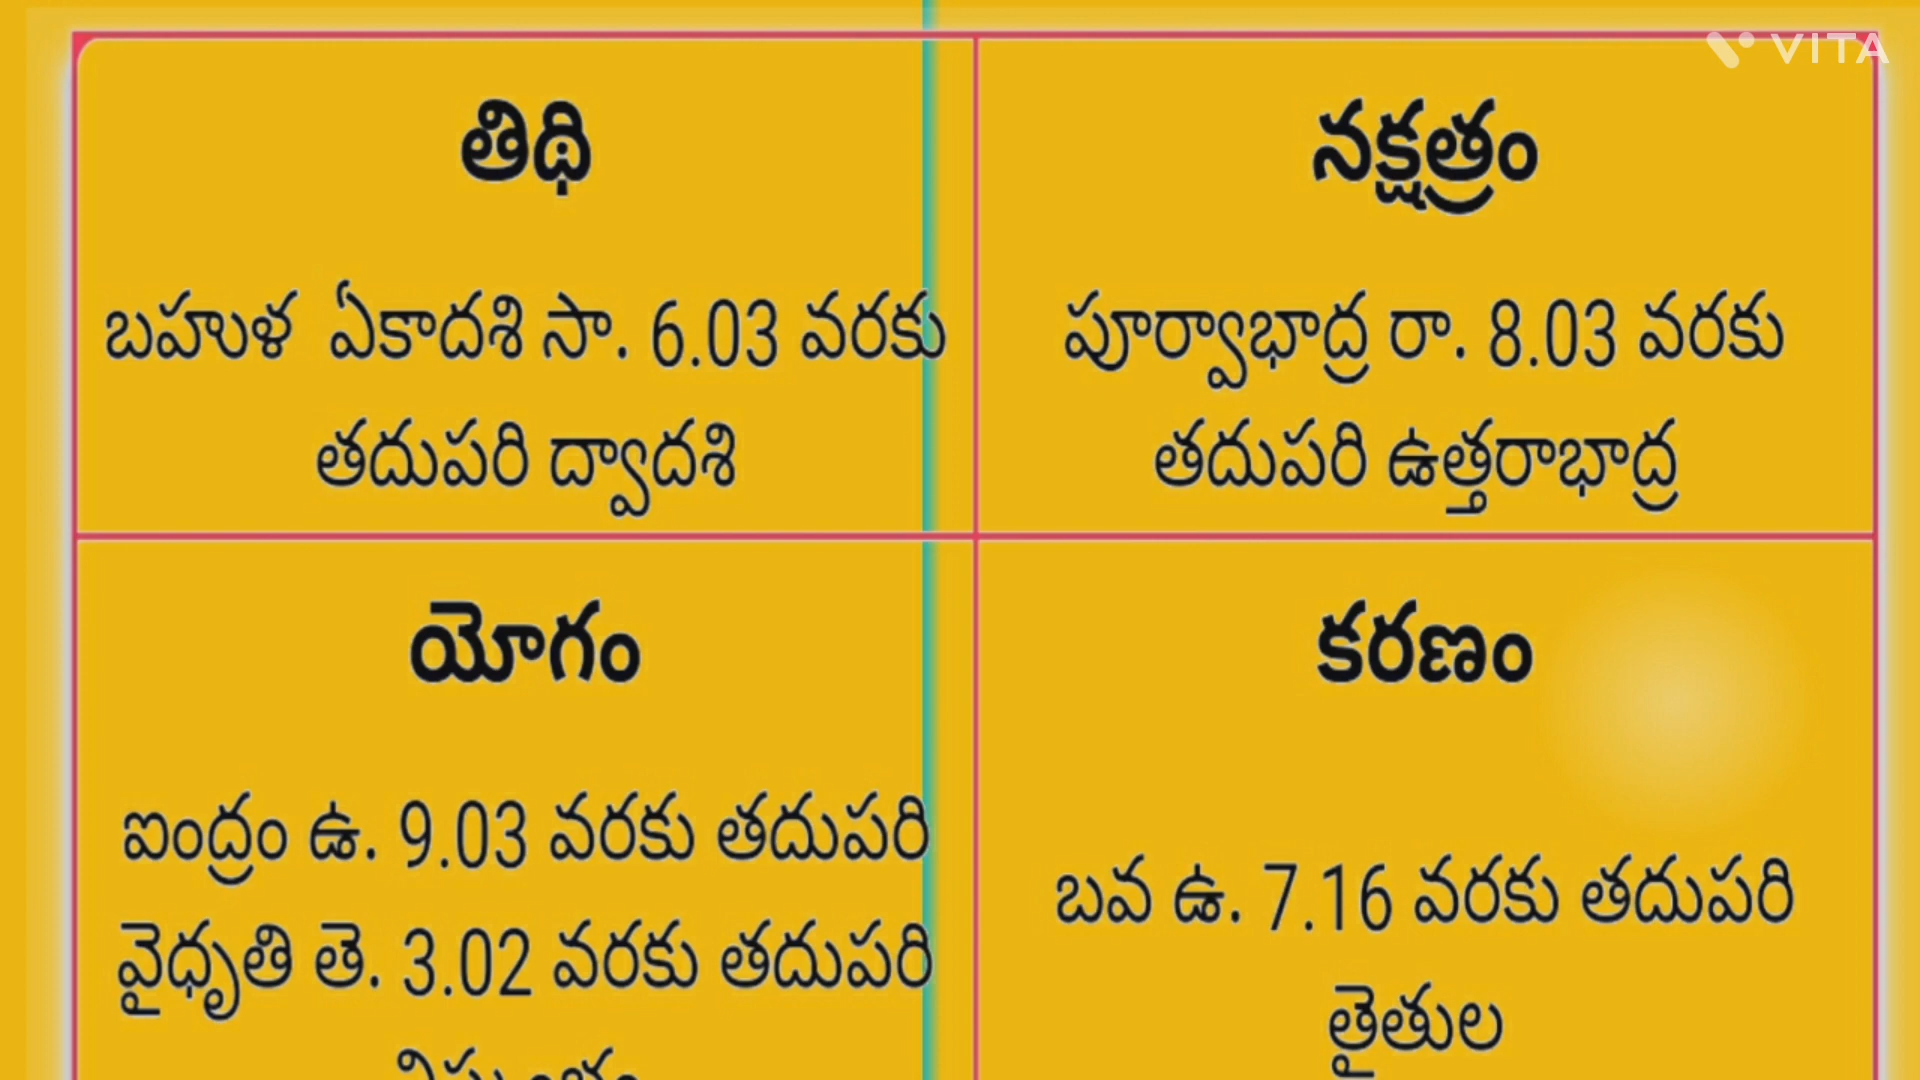 VITA
తిథి
బహుళ ఏకాదశి సా. 6.03 వరకు
తదుపరి ద్వాదశి
నక్షత్రం
పూర్వాభాద్ర రా. 8.03 వరకు
తదుపరి ఉత్తరాభాద్ర
యోగం
ఐంద్రం ఉ. 9.03 వరకు తదుపరి
వైధృతి తె. 3.02 వరకు తదుపరి
కరణం
బవ ఉ. 7.16 వరకు తదుపరి
తైతుల